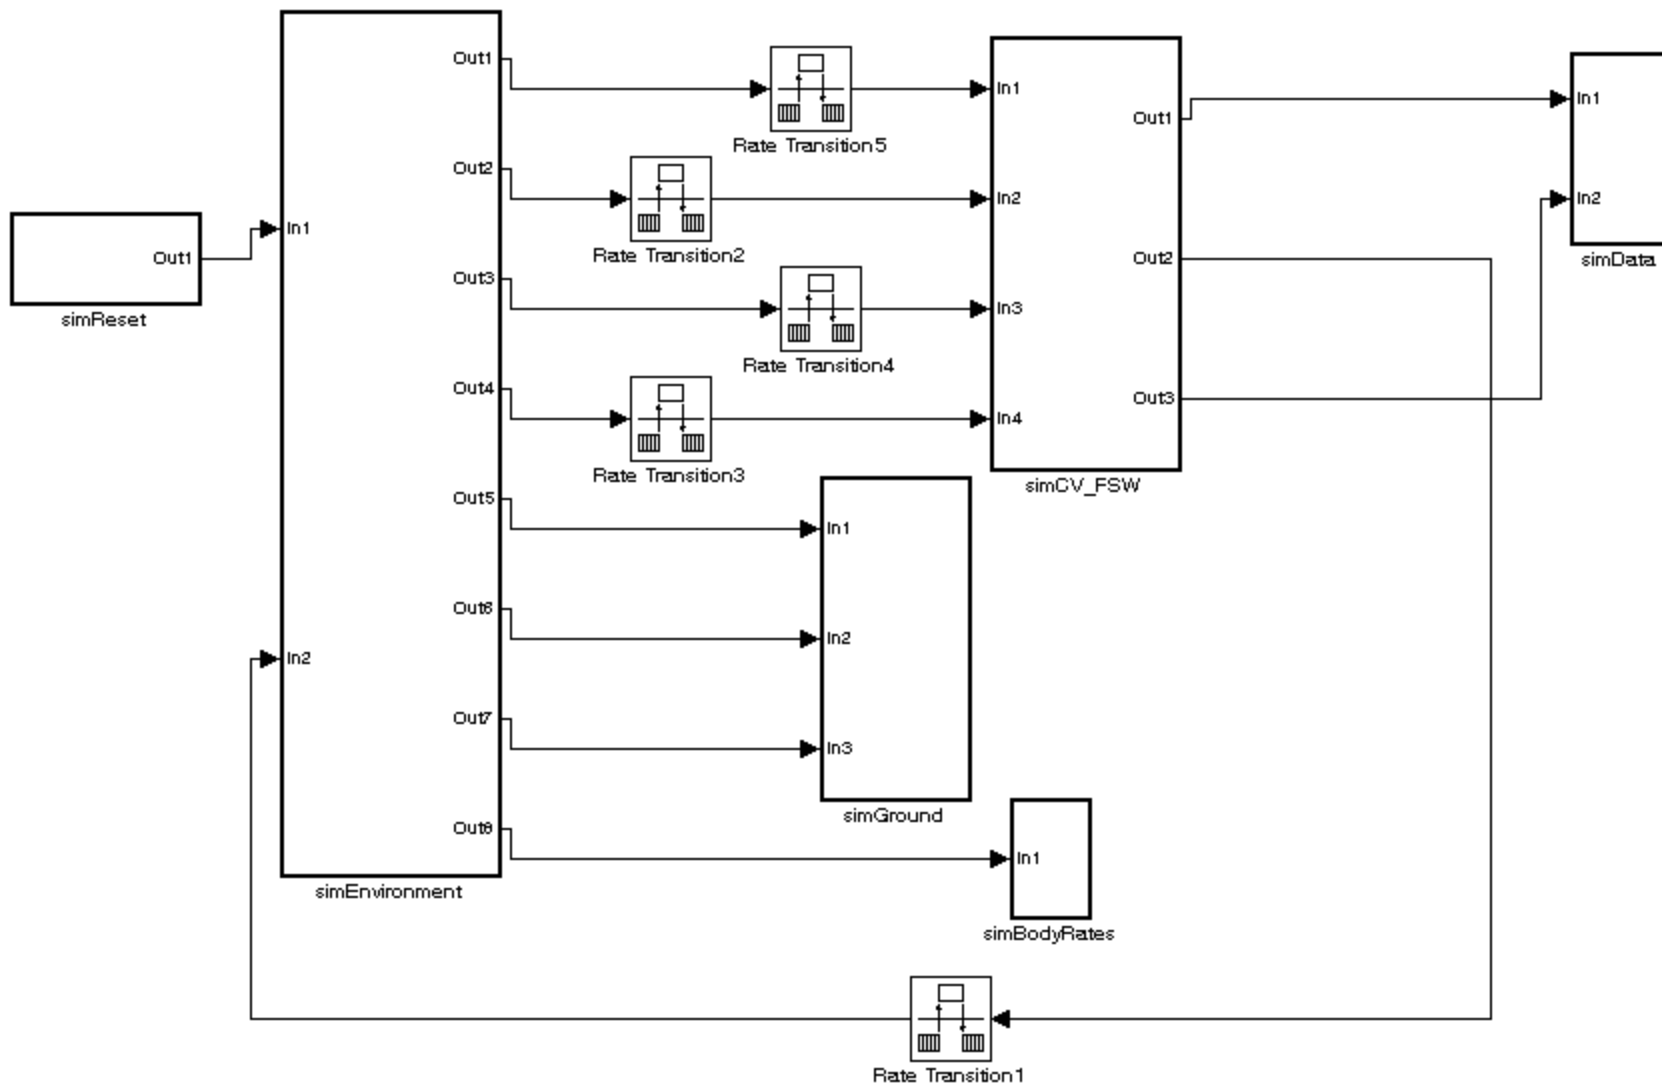 Out1
simReset
In1
In2
Out1
Out2
Out3
Out4
Out5
Out6
Out7
Out8
simEnvironment
Rate Transition5
Rate Transition2
Rate Transition4
Rate Transition3
In1
In2
In3
In4
Out1
Out2
Out3
simCV_FSW
In1
In2
simData
In1
In2
In3
simGround
In1
simBodyRates
Rate Transition1